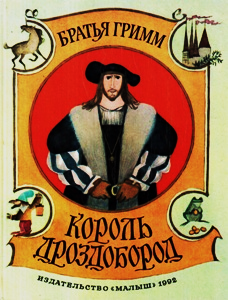 БРАТЬЯ ГРИММ
КОРОЛЬ
ДРОЗДОБОРОД
ИЗДАТЕЛЬСТВО «МАЛЫШ» 1992